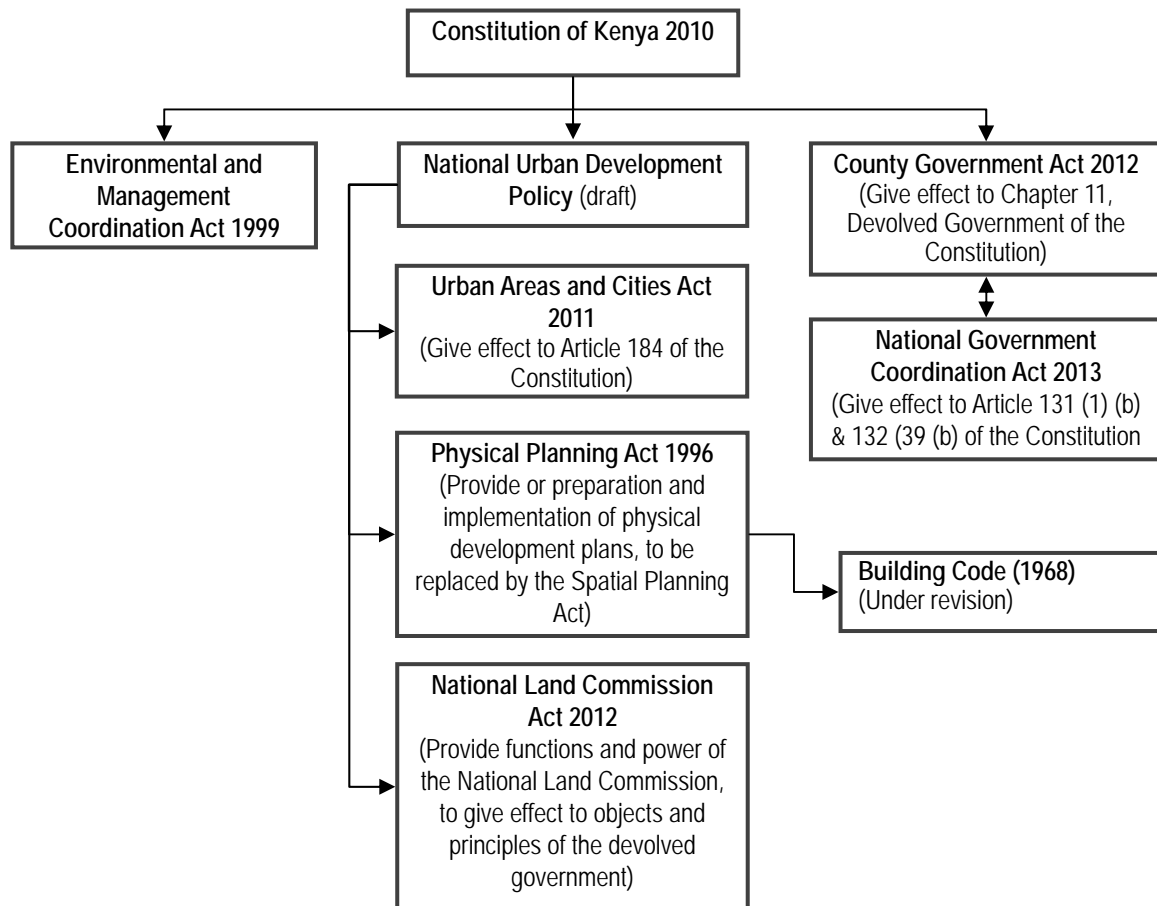 Constitution of Kenya 2010
Environmental and
Management
Coordination Act 1999
National Urban Development
Policy (draft)
County Government Act 2012
(Give effect to Chapter 11,
Devolved Government of the
Constitution)
Urban Areas and Cities Act
2011
(Give effect to Article 184 of the
Constitution)
National Government
Coordination Act 2013
(Give effect to Article 131 (1) (b)
& 132 (39 (b) of the Constitution
Physical Planning Act 1996
(Provide or preparation and
implementation of physical
development plans, to be
replaced by the Spatial Planning
Act)
Building Code (1968)
(Under revision)
National Land Commission
Act 2012
(Provide functions and power of
the National Land Commission,
to give effect to objects and
principles of the devolved
government)